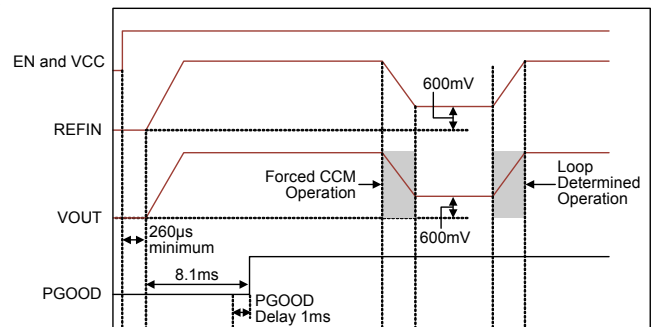 EN and VCC
600mV
REFIN
Forced CCM
Operation
Loop
Determined
Operation
VOUT
260µs
minimum
600mV
8.1ms
PGOOD
PGOOD
Delay 1ms